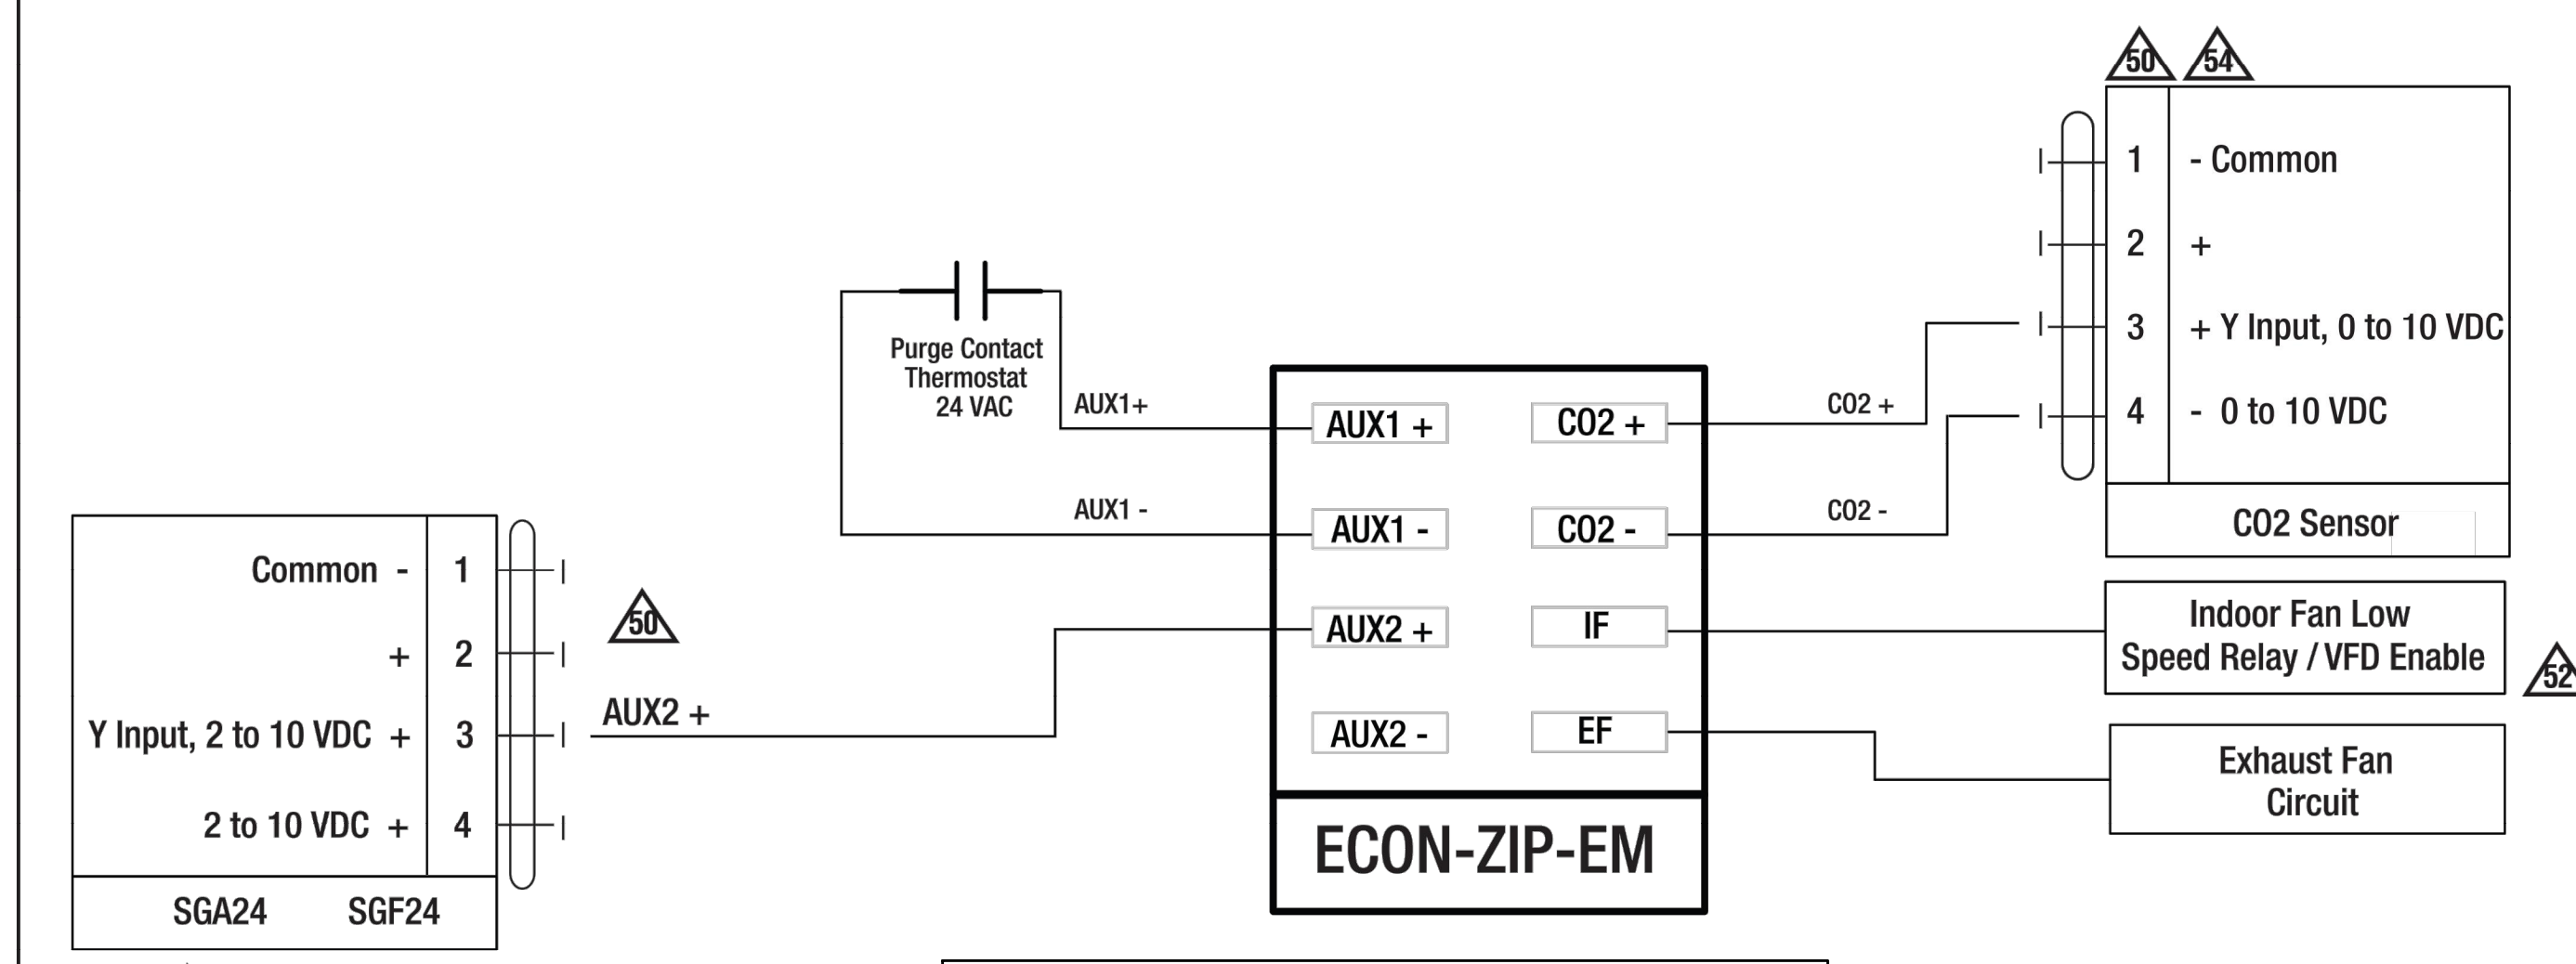 50 54
1 - Common
2 +
3 + Y Input, 0 to 10 VDC
4 - 0 to 10 VDC
CO2 Sensor
Purge Contact
Thermostat
24 VAC
AUX1+
AUX1 -
CO2 +
CO2 -
AUX1 + CO2 +
AUX1 - CO2 -
AUX2 + IF
AUX2 - EF
ECON-ZIP-EM
Common - 1
+ 2
Y Input, 2 to 10 VDC + 3
2 to 10 VDC + 4
SGA24 SGF24
50
AUX2 +
Indoor Fan Low
Speed Relay / VFD Enable
52
Exhaust Fan
Circuit